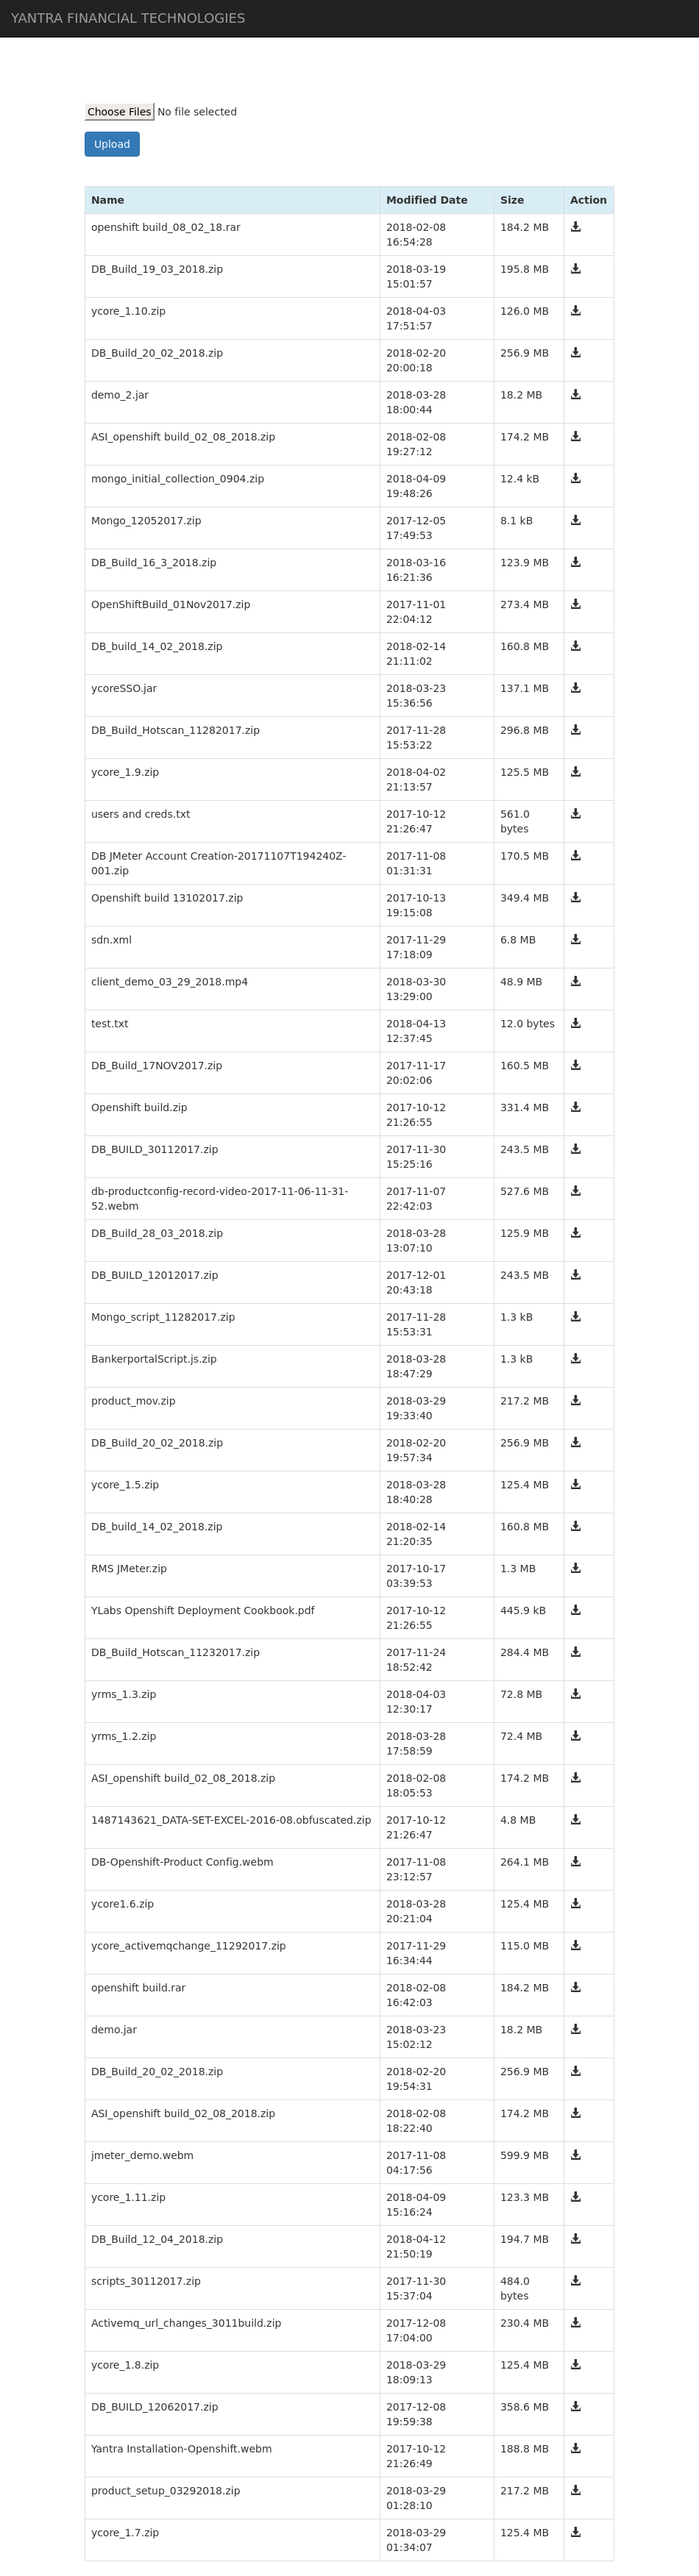 YANTRA FINANCIAL TECHNOLOGIES
Choose Files No file selected
Upload
Name Modified Date Size Action
openshift build_08_02_18.rar 2018-02-08 184.2 MB
16:54:28
DB_Build_19_03_2018.zip 2018-03-19 195.8 MB
15:01:57
ycore_1.10.zip 2018-04-03 126.0 MB
17:51:57
DB_Build_20_02_2018.zip 2018-02-20 256.9 MB
20:00:18
demo_2.jar 2018-03-28 18.2 MB
18:00:44
ASI_openshift build_02_08_2018.zip 2018-02-08 174.2 MB
19:27:12
mongo_initial_collection_0904.zip 2018-04-09 12.4 kB
19:48:26
Mongo_12052017.zip 2017-12-05 8.1 kB
17:49:53
DB_Build_16_3_2018.zip 2018-03-16 123.9 MB
16:21:36
OpenShiftBuild_01Nov2017.zip 2017-11-01 273.4 MB
22:04:12
DB_build_14_02_2018.zip 2018-02-14 160.8 MB
21:11:02
ycoreSSO.jar 2018-03-23 137.1 MB
15:36:56
DB_Build_Hotscan_11282017.zip 2017-11-28 296.8 MB
15:53:22
ycore_1.9.zip 2018-04-02 125.5 MB
21:13:57
users and creds.txt 2017-10-12 561.0
21:26:47 bytes
DB JMeter Account Creation-20171107T194240Z- 2017-11-08 170.5 MB
001.zip 01:31:31
Openshift build 13102017.zip 2017-10-13 349.4 MB
19:15:08
sdn.xml 2017-11-29 6.8 MB
17:18:09
client_demo_03_29_2018.mp4 2018-03-30 48.9 MB
13:29:00
test.txt 2018-04-13 12.0 bytes
12:37:45
DB_Build_17NOV2017.zip 2017-11-17 160.5 MB
20:02:06
Openshift build.zip 2017-10-12 331.4 MB
21:26:55
DB_BUILD_30112017.zip 2017-11-30 243.5 MB
15:25:16
db-productconfig-record-video-2017-11-06-11-31- 2017-11-07 527.6 MB
52.webm 22:42:03
DB_Build_28_03_2018.zip 2018-03-28 125.9 MB
13:07:10
DB_BUILD_12012017.zip 2017-12-01 243.5 MB
20:43:18
Mongo_script_11282017.zip 2017-11-28 1.3 kB
15:53:31
BankerportalScript.js.zip 2018-03-28 1.3 kB
18:47:29
product_mov.zip 2018-03-29 217.2 MB
19:33:40
DB_Build_20_02_2018.zip 2018-02-20 256.9 MB
19:57:34
ycore_1.5.zip 2018-03-28 125.4 MB
18:40:28
DB_build_14_02_2018.zip 2018-02-14 160.8 MB
21:20:35
RMS JMeter.zip 2017-10-17 1.3 MB
03:39:53
YLabs Openshift Deployment Cookbook.pdf 2017-10-12 445.9 kB
21:26:55
DB_Build_Hotscan_11232017.zip 2017-11-24 284.4 MB
18:52:42
yrms_1.3.zip 2018-04-03 72.8 MB
12:30:17
yrms_1.2.zip 2018-03-28 72.4 MB
17:58:59
ASI_openshift build_02_08_2018.zip 2018-02-08 174.2 MB
18:05:53
1487143621_DATA-SET-EXCEL-2016-08.obfuscated.zip 2017-10-12 4.8 MB
21:26:47
DB-Openshift-Product Config.webm 2017-11-08 264.1 MB
23:12:57
ycore1.6.zip 2018-03-28 125.4 MB
20:21:04
ycore_activemqchange_11292017.zip 2017-11-29 115.0 MB
16:34:44
openshift build.rar 2018-02-08 184.2 MB
16:42:03
demo.jar 2018-03-23 18.2 MB
15:02:12
DB_Build_20_02_2018.zip 2018-02-20 256.9 MB
19:54:31
ASI_openshift build_02_08_2018.zip 2018-02-08 174.2 MB
18:22:40
jmeter_demo.webm 2017-11-08 599.9 MB
04:17:56
ycore_1.11.zip 2018-04-09 123.3 MB
15:16:24
DB_Build_12_04_2018.zip 2018-04-12 194.7 MB
21:50:19
scripts_30112017.zip 2017-11-30 484.0
15:37:04 bytes
Activemq_url_changes_3011build.zip 2017-12-08 230.4 MB
17:04:00
ycore_1.8.zip 2018-03-29 125.4 MB
18:09:13
DB_BUILD_12062017.zip 2017-12-08 358.6 MB
19:59:38
Yantra Installation-Openshift.webm 2017-10-12 188.8 MB
21:26:49
product_setup_03292018.zip 2018-03-29 217.2 MB
01:28:10
ycore_1.7.zip 2018-03-29 125.4 MB
01:34:07